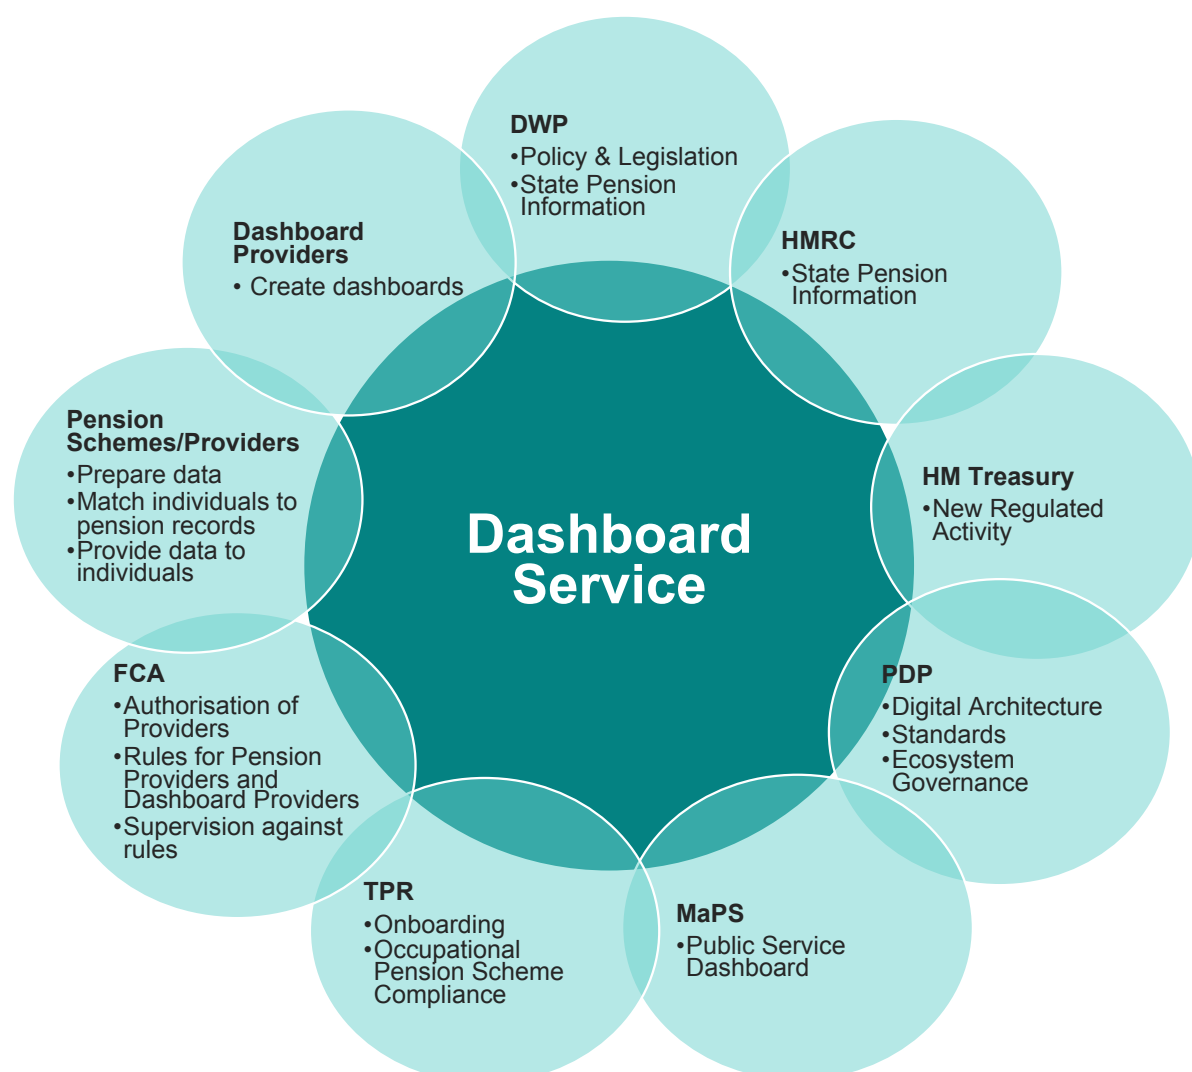 DWP
•Policy & Legislation
•State Pension
Information
HMRC
•State Pension
Information
HM Treasury
•New Regulated
Activity
PDP
•Digital Architecture
•Standards
•Ecosystem
Governance
MaPS
•Public Service
Dashboard
TPR
•Onboarding
•Occupational
Pension Scheme
Compliance
FCA
•Authorisation of
Providers
•Rules for Pension
Providers and
Dashboard Providers
•Supervision against
rules
Pension
Schemes/Providers
•Prepare data
•Match individuals to
pension records
•Provide data to
individuals
Dashboard
Providers
• Create dashboards
Dashboard
Service